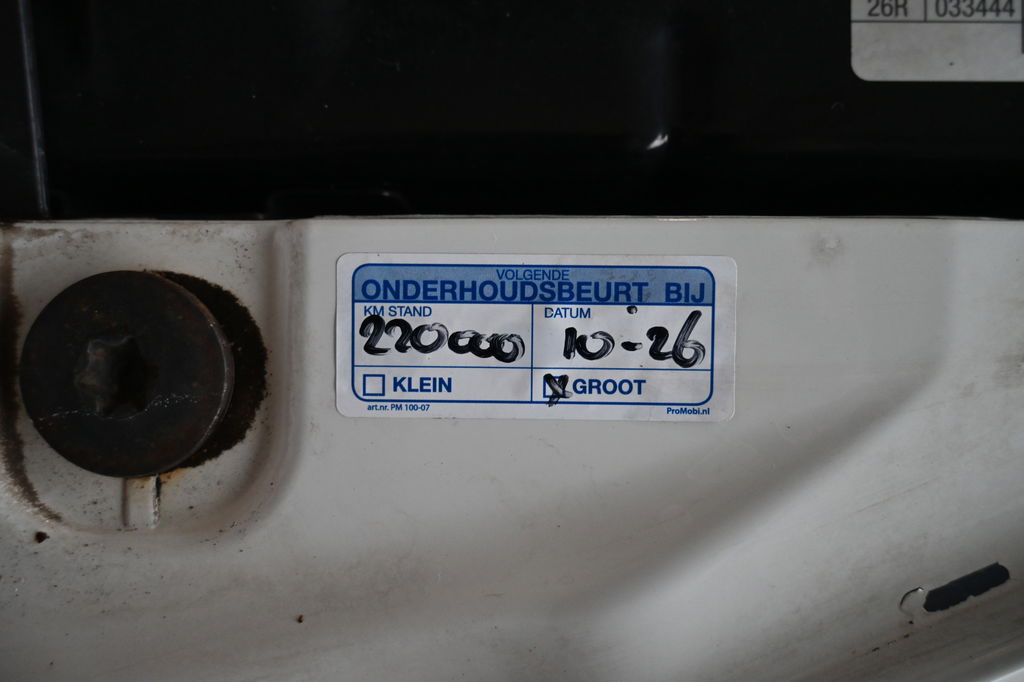 26R 033444
VOLGENDE
ONDERHOUDSBEURT BIJ
KM STAND DATUM
220000 10-26
KLEIN GROOT
art.nr. PM 100-07 ProMobi.nl